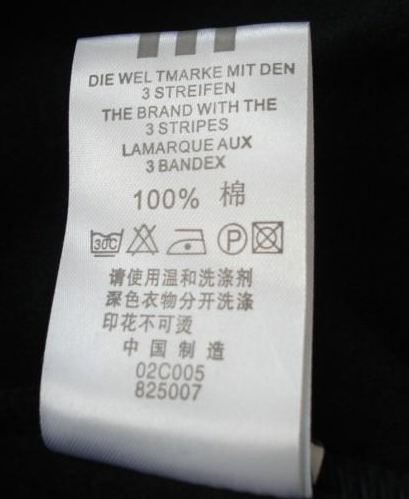 DIE WEL TMARKE MIT DEN
3 STREIFEN
THE BRAND WITH THE
3 STRIPES
LAMARQUE AUX
3 BANDEX
100% 棉
30C P
请使用温和洗涤剂
深色衣物分开洗涤
印花不可烫
中国制造
02C005
825007